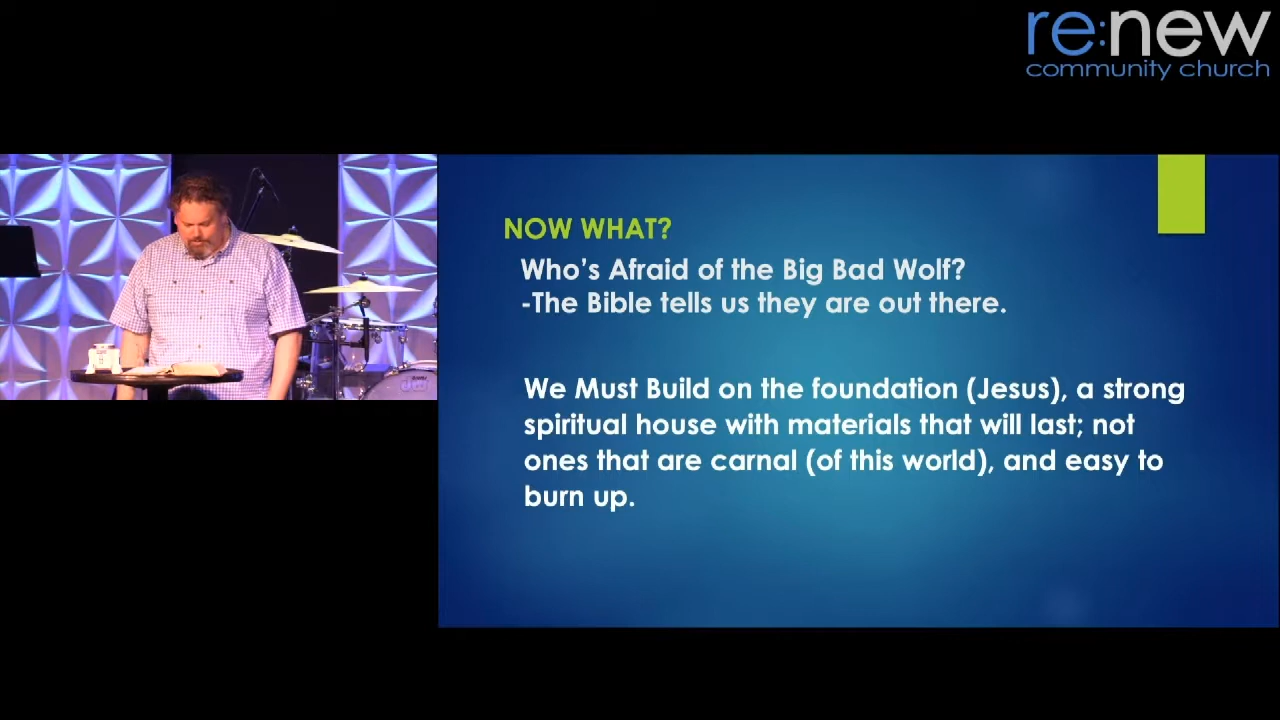 re:new
community church
NOW WHAT?
Who's Afraid of the Big Bad Wolf?
-The Bible tells us they are out there.
We Must Build on the foundation (Jesus), a strong
spiritual house with materials that will last; not
ones that are carnal (of this world), and easy to
burn up.